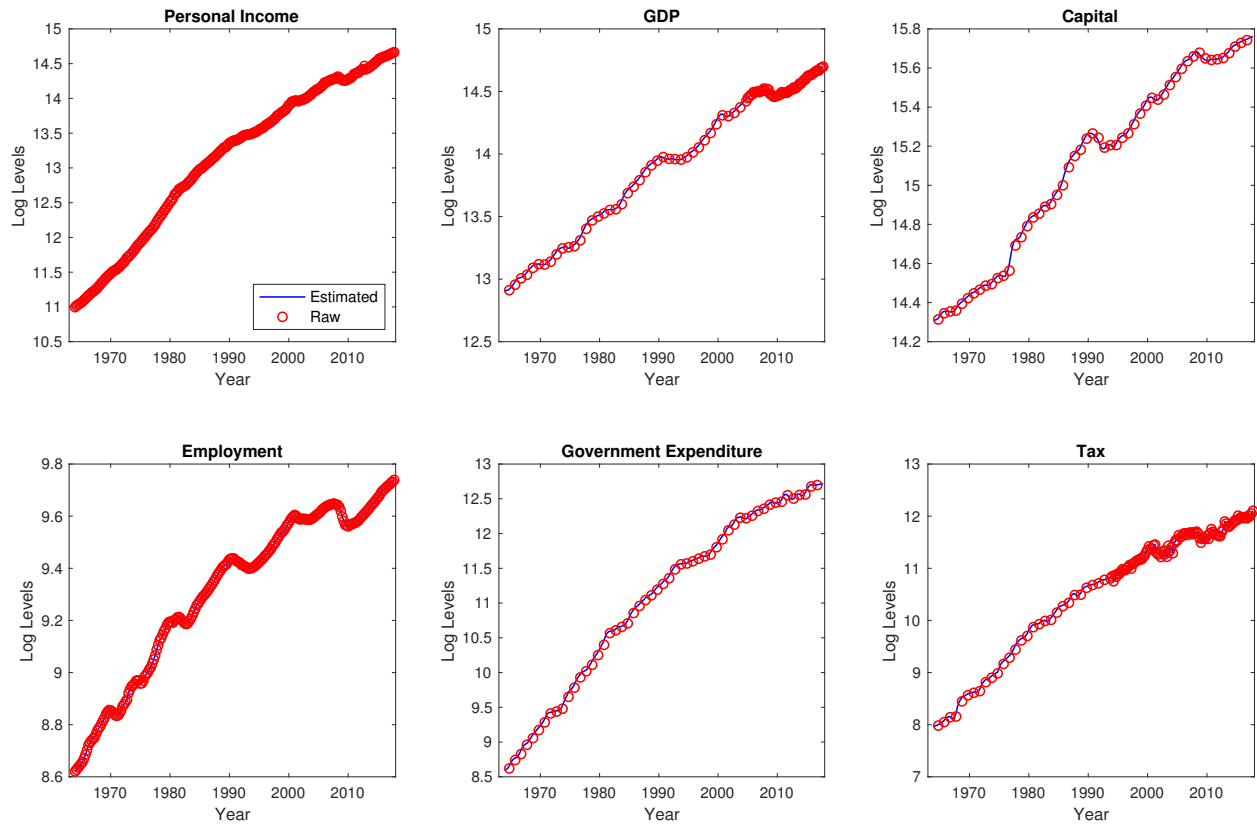 Personal Income
15
14.5
14
13.5
13
12.5
12
11.5
11
10.5
Log Levels
1970 1980 1990 2000 2010
Year
Estimated
Raw
GDP
15
14.5
14
13.5
13
12.5
Log Levels
1970 1980 1990 2000 2010
Year
Capital
15.8
15.6
15.4
15.2
15
14.8
14.6
14.4
14.2
Log Levels
1970 1980 1990 2000 2010
Year
Employment
9.8
9.6
9.4
9.2
9
8.8
8.6
Log Levels
1970 1980 1990 2000 2010
Year
Government Expenditure
13
12.5
12
11.5
11
10.5
10
9.5
9
8.5
Log Levels
1970 1980 1990 2000 2010
Year
Tax
13
12
11
10
9
8
7
Log Levels
1970 1980 1990 2000 2010
Year